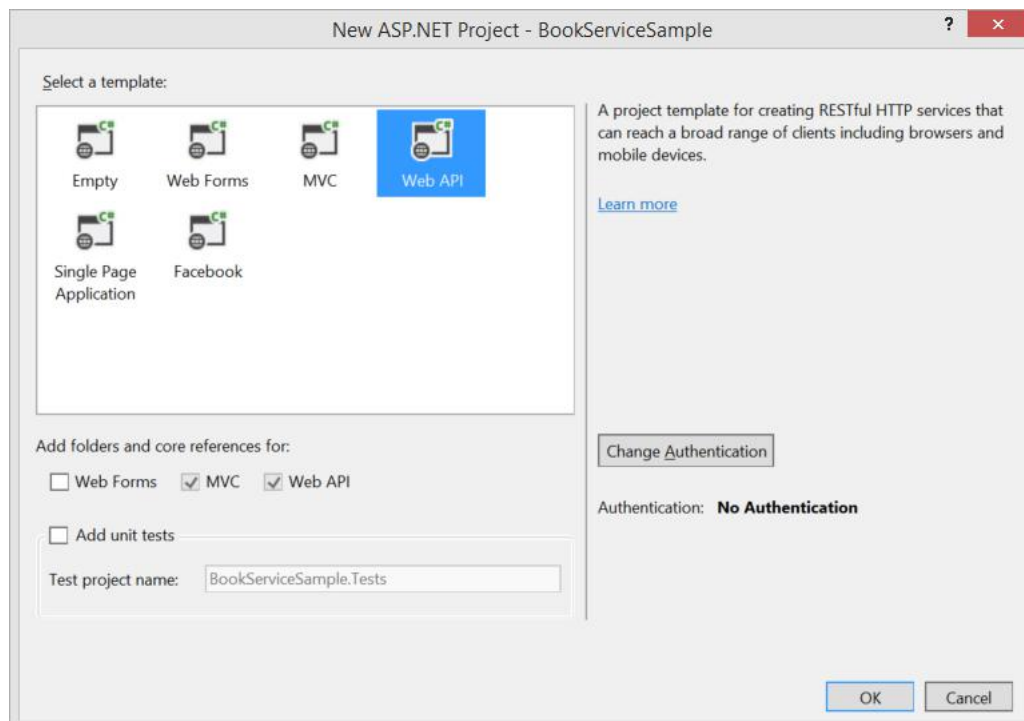 New ASP.NET Project - BookServiceSample
?
Select a template:
Empty
Web Forms
MVC
Web API
Single Page
Application
Facebook
A project template for creating RESTful HTTP services that
can reach a broad range of clients including browsers and
mobile devices.
Learn more
Add folders and core references for:
Web Forms
MVC
Web API
Add unit tests
Test project name:
BookServiceSample.Tests
Change Authentication
Authentication: No Authentication
OK
Cancel